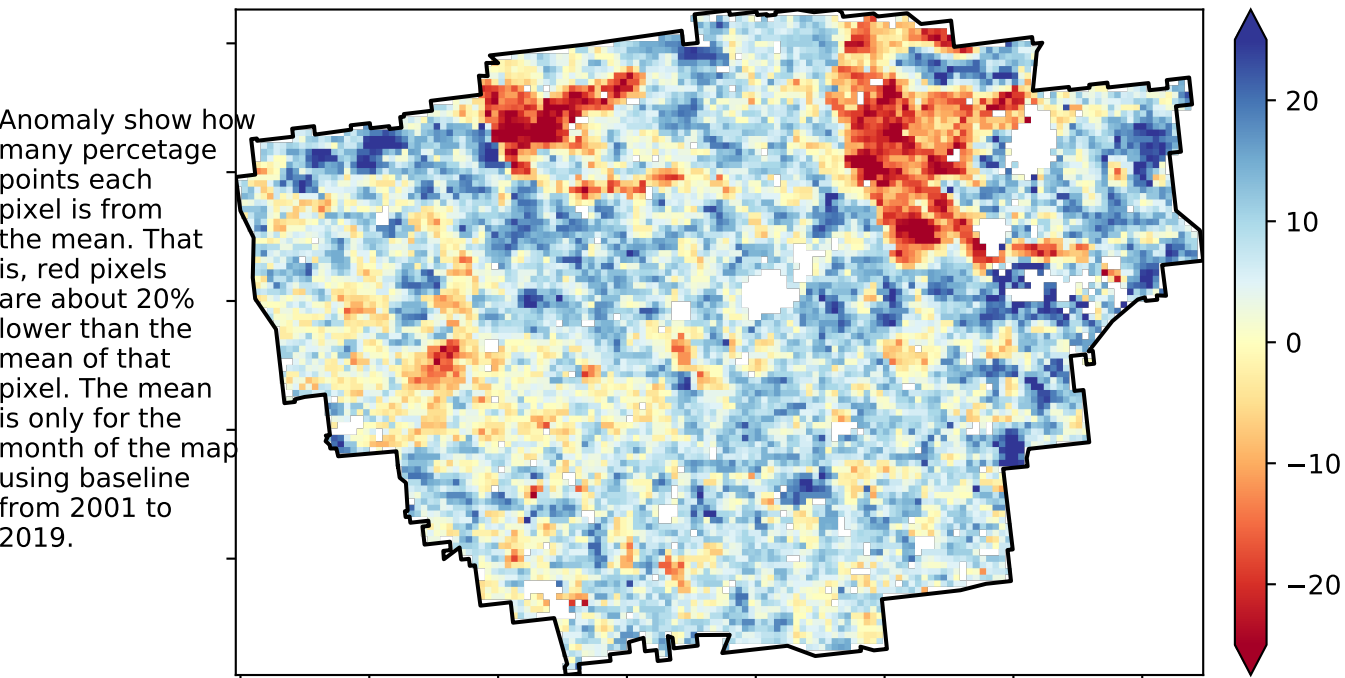 Anomaly show how
many percetage
points each
pixel is from
the mean. That
is, red pixels
are about 20%
lower than the
mean of that
pixel. The mean
is only for the
month of the map
using baseline
from 2001 to
2019.
20
10
0
−10
−20